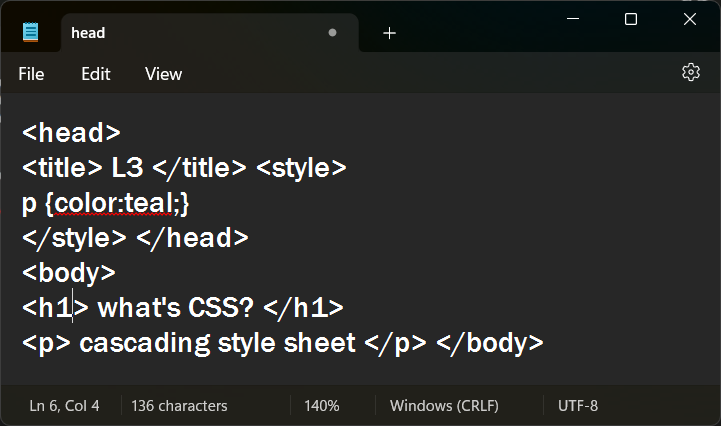 head
File Edit View
<head>
<title> L3 </title> <style>
p {color:teal;}
</style> </head>
<body>
<h1> what's CSS? </h1>
<p> cascading style sheet </p> </body>
Ln 6, Col 4 136 characters 140% Windows (CRLF) UTF-8